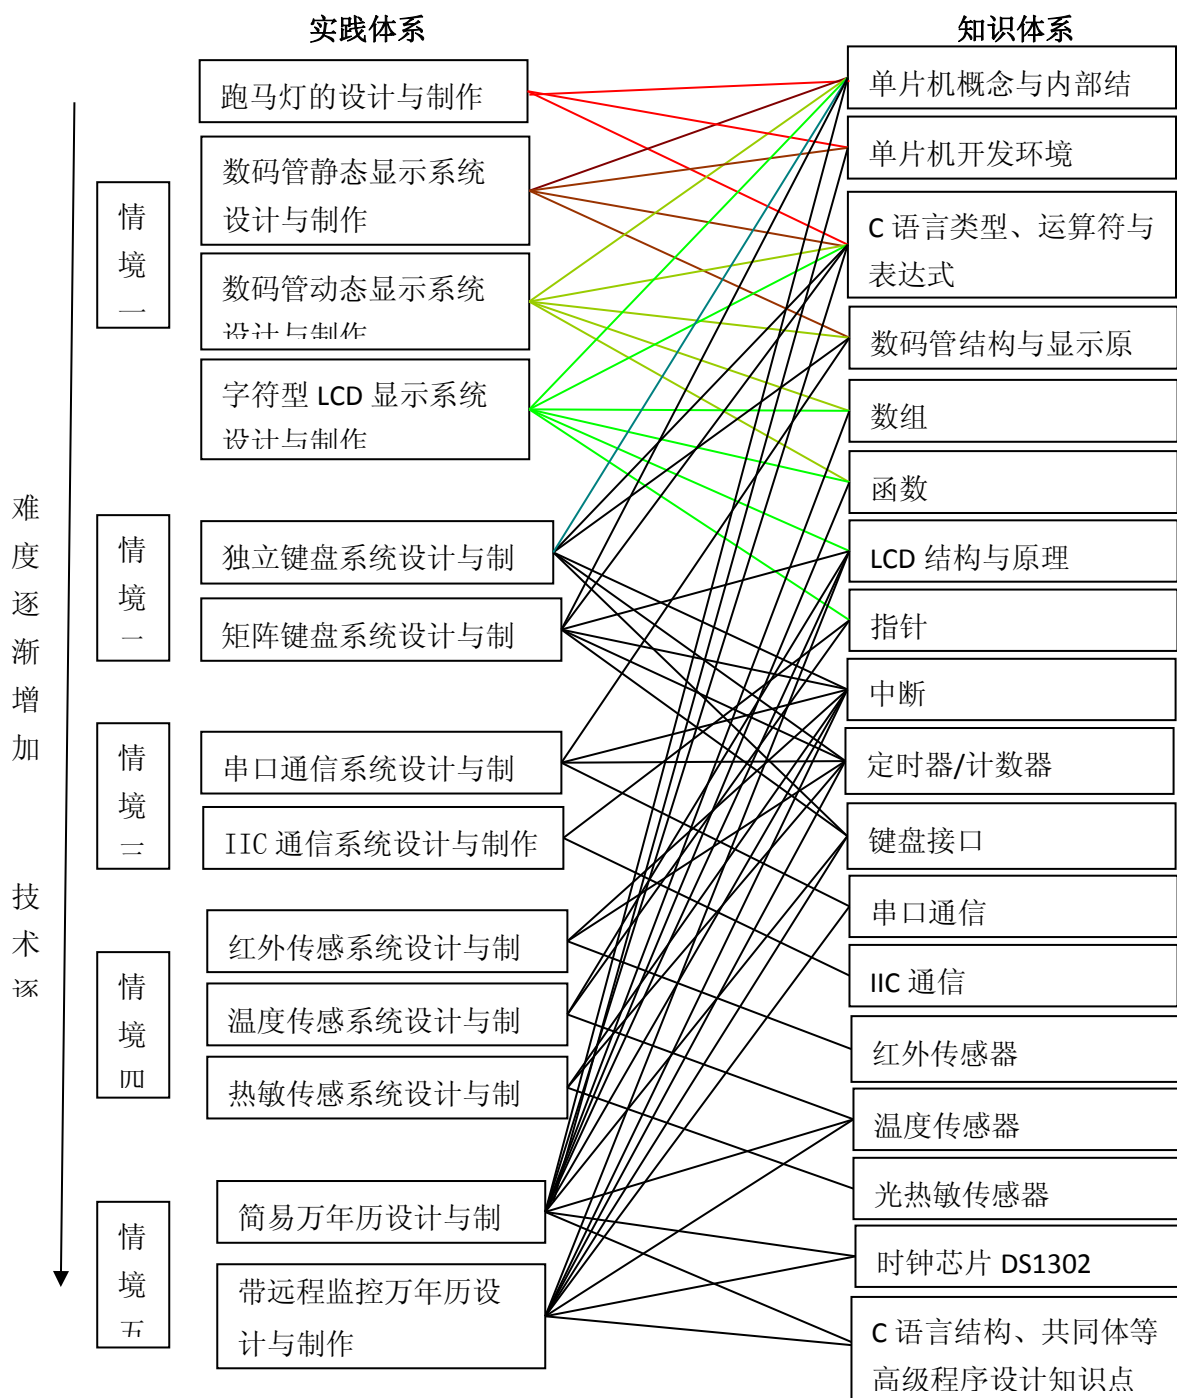 实践体系
知识体系
难度逐渐增加
技术逐
情境一
跑马灯的设计与制作
数码管静态显示系统
设计与制作
数码管动态显示系统
设计与制作
字符型 LCD 显示系统
设计与制作
情境
独立键盘系统设计与制
矩阵键盘系统设计与制
情境三
串口通信系统设计与制
IIC 通信系统设计与制作
情境四
红外传感系统设计与制
温度传感系统设计与制
热敏传感系统设计与制
情境五
简易万年历设计与制
带远程监控万年历设
计与制作
单片机概念与内部结
单片机开发环境
C 语言类型、运算符与
表达式
数码管结构与显示原
数组
函数
LCD 结构与原理
指针
中断
定时器/计数器
键盘接口
串口通信
IIC 通信
红外传感器
温度传感器
光热敏传感器
时钟芯片 DS1302
C 语言结构、共同体等
高级程序设计知识点